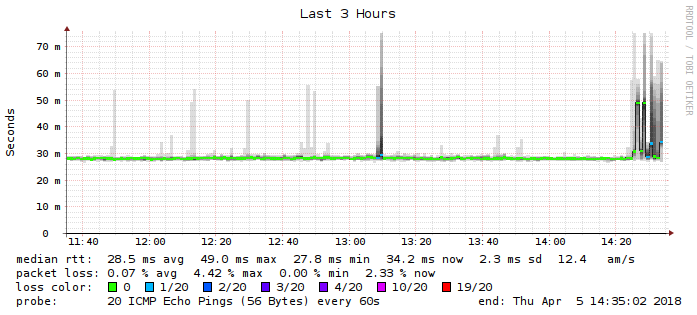 Last 3 Hours
RRDTOOL / TOBI OETIKER
Seconds
70 m
60 m
50 m
40 m
30 m
20 m
10 m
0
11:40 12:00 12:20 12:40 13:00 13:20 13:40 14:00 14:20
median rtt: 28.5 ms avg 49.0 ms max 27.8 ms min 34.2 ms now 2.3 ms sd 12.4 am/s
packet loss: 0.07 % avg 4.42 % max 0.00 % min 2.33 % now
loss color: 0 1/20 2/20 3/20 4/20 10/20 19/20
probe: 20 ICMP Echo Pings (56 Bytes) every 60s end: Thu Apr 5 14:35:02 2018